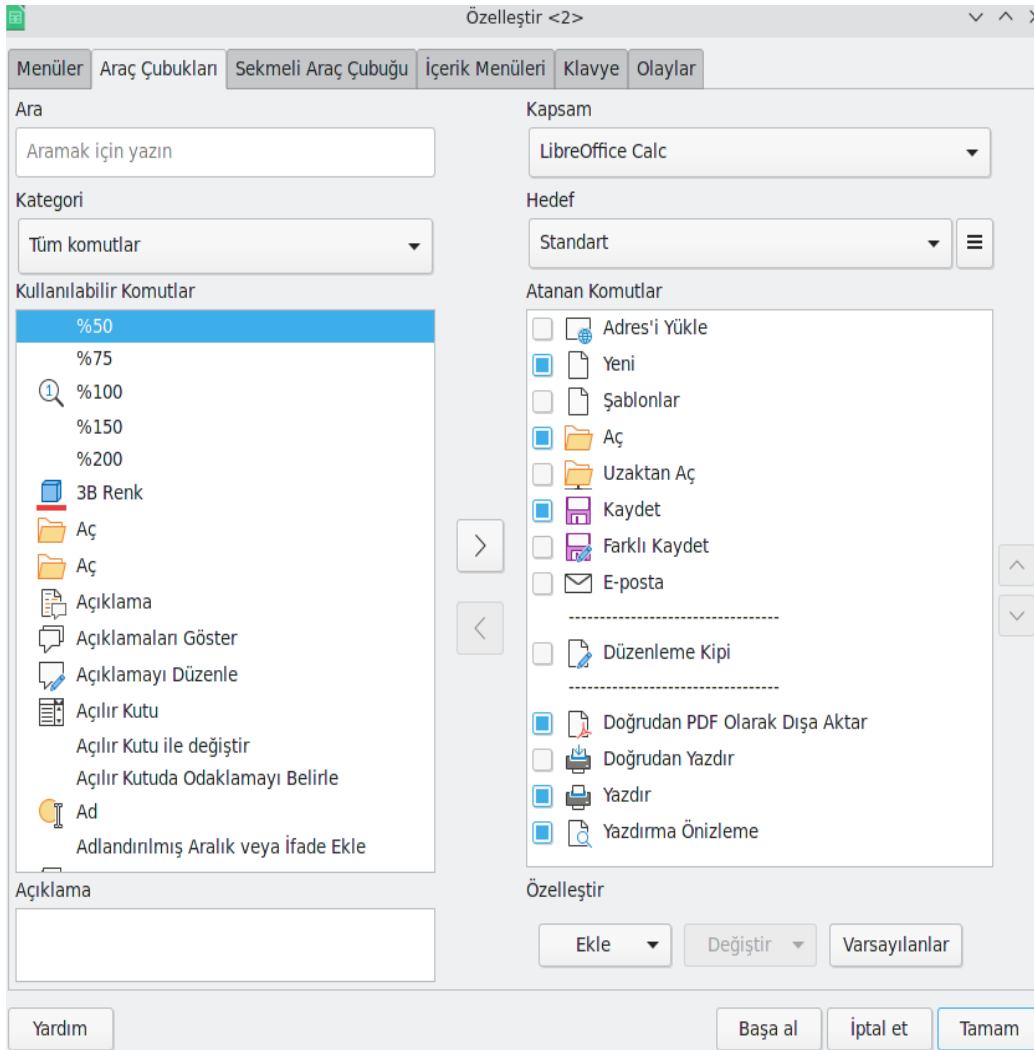 Özelleştir <2>
Menüler
Araç Çubukları
Sekmeli Araç Çubuğu
İçerik Menüleri
Klavye
Olaylar
Ara
Aramak için yazın
Kategori
Tüm komutlar
Kullanılabilir Komutlar
%50
%75
1
%100
%150
%200
3B Renk
Aç
Aç
Açıklama
Açıklamaları Göster
Açıklamayı Düzenle
Açılır Kutu
Açılır Kutu ile değiştir
Açılır Kutuda Odaklamayı Belirle
Ad
Adlandırılmış Aralık veya İfade Ekle
Açıklama
Kapsam
LibreOffice Calc
Hedef
Standart
Atanan Komutlar
Adres'i Yükle
Yeni
Şablonlar
Aç
Uzaktan Aç
Kaydet
Farklı Kaydet
E-posta
----------------------------------
Düzenleme Kipi
----------------------------------
Doğrudan PDF Olarak Dışa Aktar
Doğrudan Yazdır
Yazdır
Yazdırma Önizleme
Özelleştir
Ekle
Değiştir
Varsayılanlar
Yardım
Başa al
İptal et
Tamam